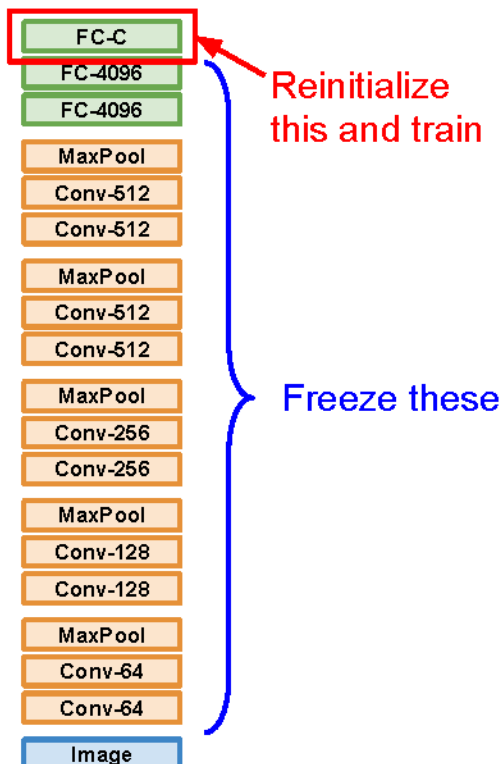 FC-C
FC-4096
FC-4096
Reinitialize
this and train
MaxPool
Conv-512
Conv-512
MaxPool
Conv-512
Conv-512
MaxPool
Conv-256
Conv-256
Freeze these
MaxPool
Conv-128
Conv-128
MaxPool
Conv-64
Conv-64
Image